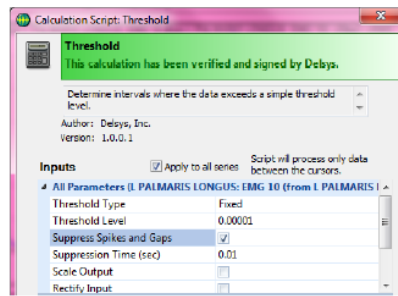 Calculation Script: Threshold
Threshold
This calculation has been verified and signed by Delsys.
Determine intervals where the data exceeds a simple threshold
level.
Author: Delsys, Inc.
Version: 1.0.0.1
Inputs
Apply to all series
Script will process only data
between the cursors.
All Parameters (L PALMARIS LONGUS: EMG 10 (from L PALMARIS
Threshold Type Fixed
Threshold Level 0.00001
Suppress Spikes and Gaps
Suppression Time (sec) 0.01
Scale Output
Rectify Input